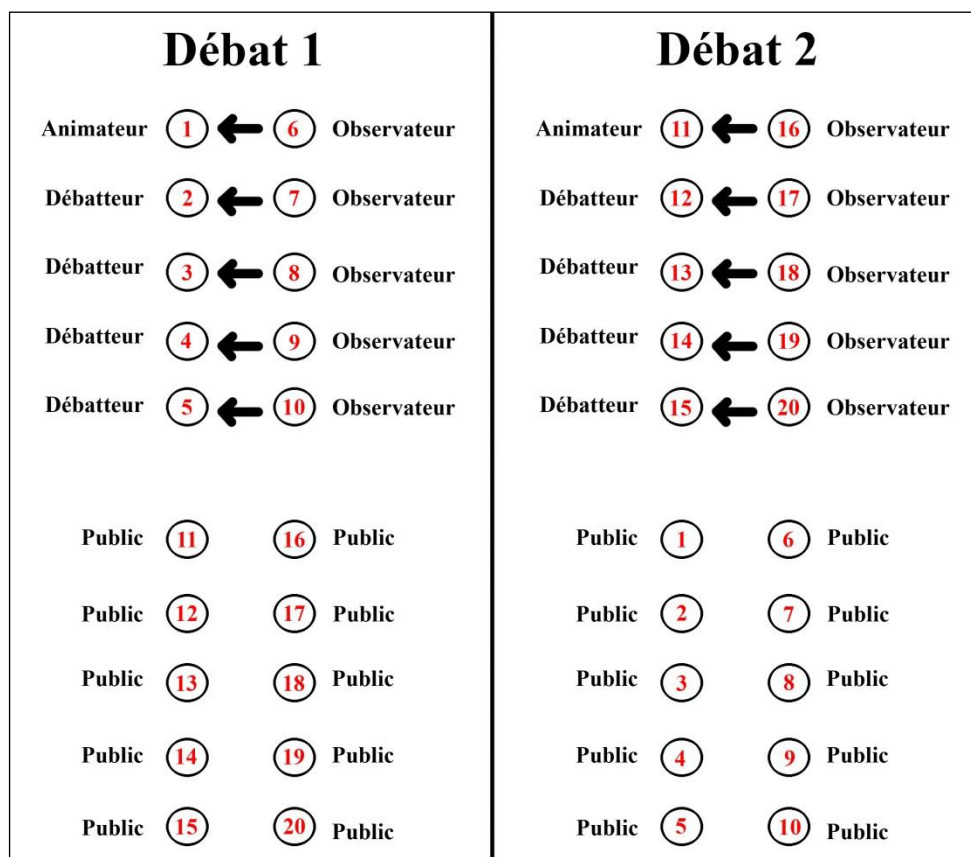 Débat 1
Animateur 1 6 Observateur
Débatteur 2 7 Observateur
Débatteur 3 8 Observateur
Débatteur 4 9 Observateur
Débatteur 5 10 Observateur
Public 11 16 Public
Public 12 17 Public
Public 13 18 Public
Public 14 19 Public
Public 15 20 Public
Débat 2
Animateur 11 16 Observateur
Débatteur 12 17 Observateur
Débatteur 13 18 Observateur
Débatteur 14 19 Observateur
Débatteur 15 20 Observateur
Public 1 6 Public
Public 2 7 Public
Public 3 8 Public
Public 4 9 Public
Public 5 10 Public